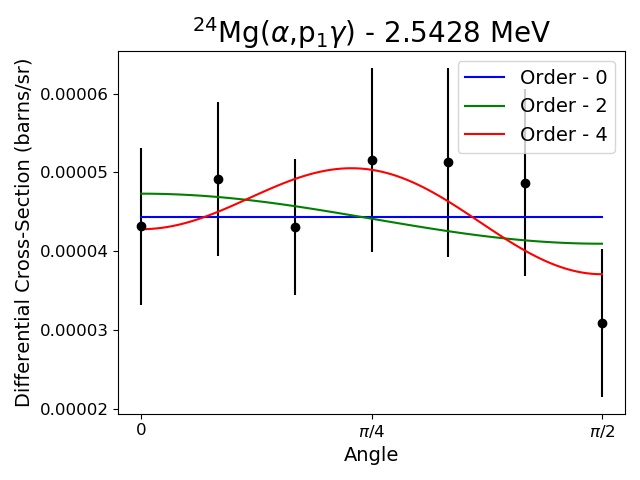 ²⁴Mg(α,p₁γ) - 2.5428 MeV
Differential Cross-Section (barns/sr)
0.00006
0.00005
0.00004
0.00003
0.00002
Order - 0
Order - 2
Order - 4
0 π/4 π/2
Angle